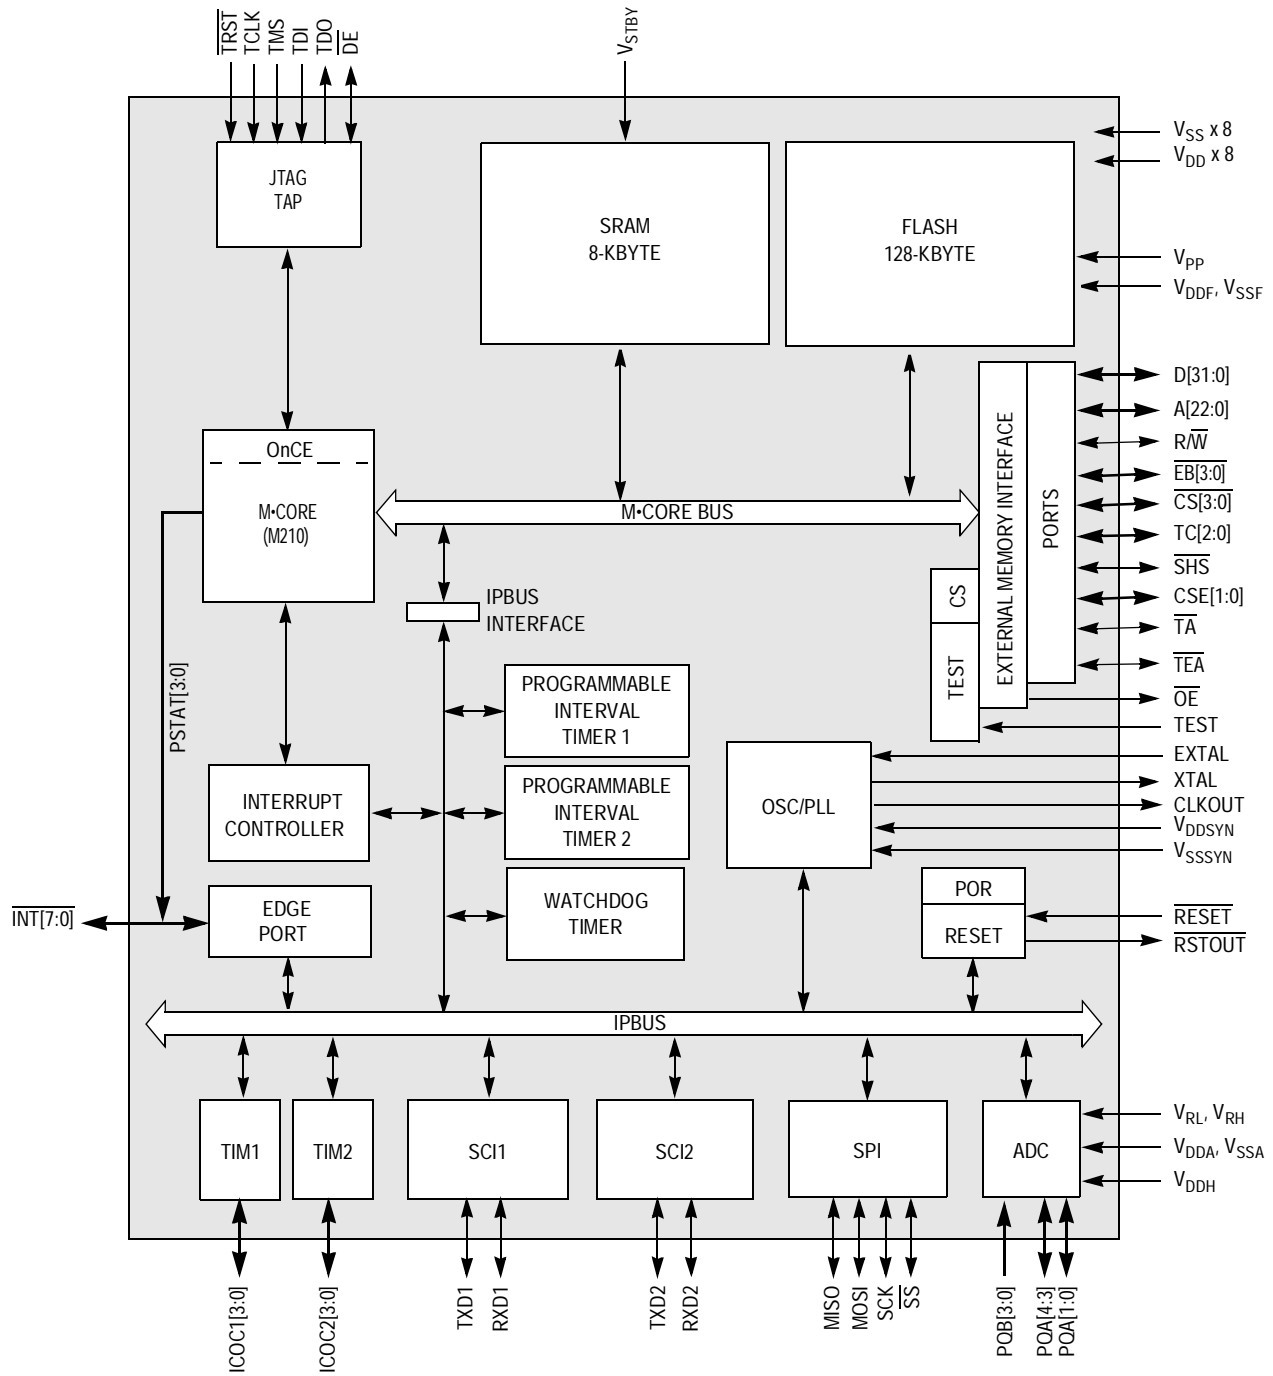 TRST
TCLK
TMS
TDI
TDO
DE
VSTBY
JTAG
TAP
SRAM
8-KBYTE
FLASH
128-KBYTE
VSS x 8
VDD x 8
VPP
VDDF, VSSF
D[31:0]
A[22:0]
R/W
EB[3:0]
CS[3:0]
TC[2:0]
SHS
CSE[1:0]
TA
TEA
OE
TEST
EXTERNAL MEMORY INTERFACE
PORTS
CS
TEST
OnCE
M•CORE
(M210)
M•CORE BUS
IPBUS
INTERFACE
PSTAT[3:0]
PROGRAMMABLE
INTERVAL
TIMER 1
PROGRAMMABLE
INTERVAL
TIMER 2
WATCHDOG
TIMER
INTERRUPT
CONTROLLER
EDGE
PORT
INT[7:0]
OSC/PLL
EXTAL
XTAL
CLKOUT
VDDSYN
VSSSYN
POR
RESET
RESET
RSTOUT
IPBUS
TIM1
TIM2
SCI1
SCI2
SPI
ADC
VRL, VRH
VDDA, VSSA
VDDH
ICOC1[3:0]
ICOC2[3:0]
TXD1
RXD1
TXD2
RXD2
MISO
MOSI
SCK
SS
PQB[3:0]
PQA[4:3]
PQA[1:0]